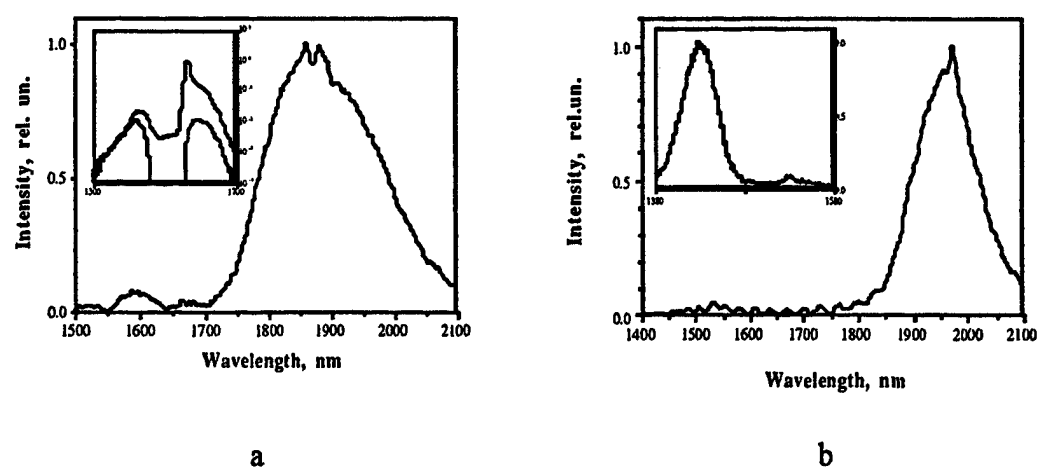 Intensity, rel. un.
1.0
0.5
0.0
1500 1600 1700 1800 1900 2000 2100
Wavelength, nm
1700
a
Intensity, rel.un.
1.0
0.5
0.0
1400 1500 1600 1700 1800 1900 2000 2100
Wavelength, nm
b